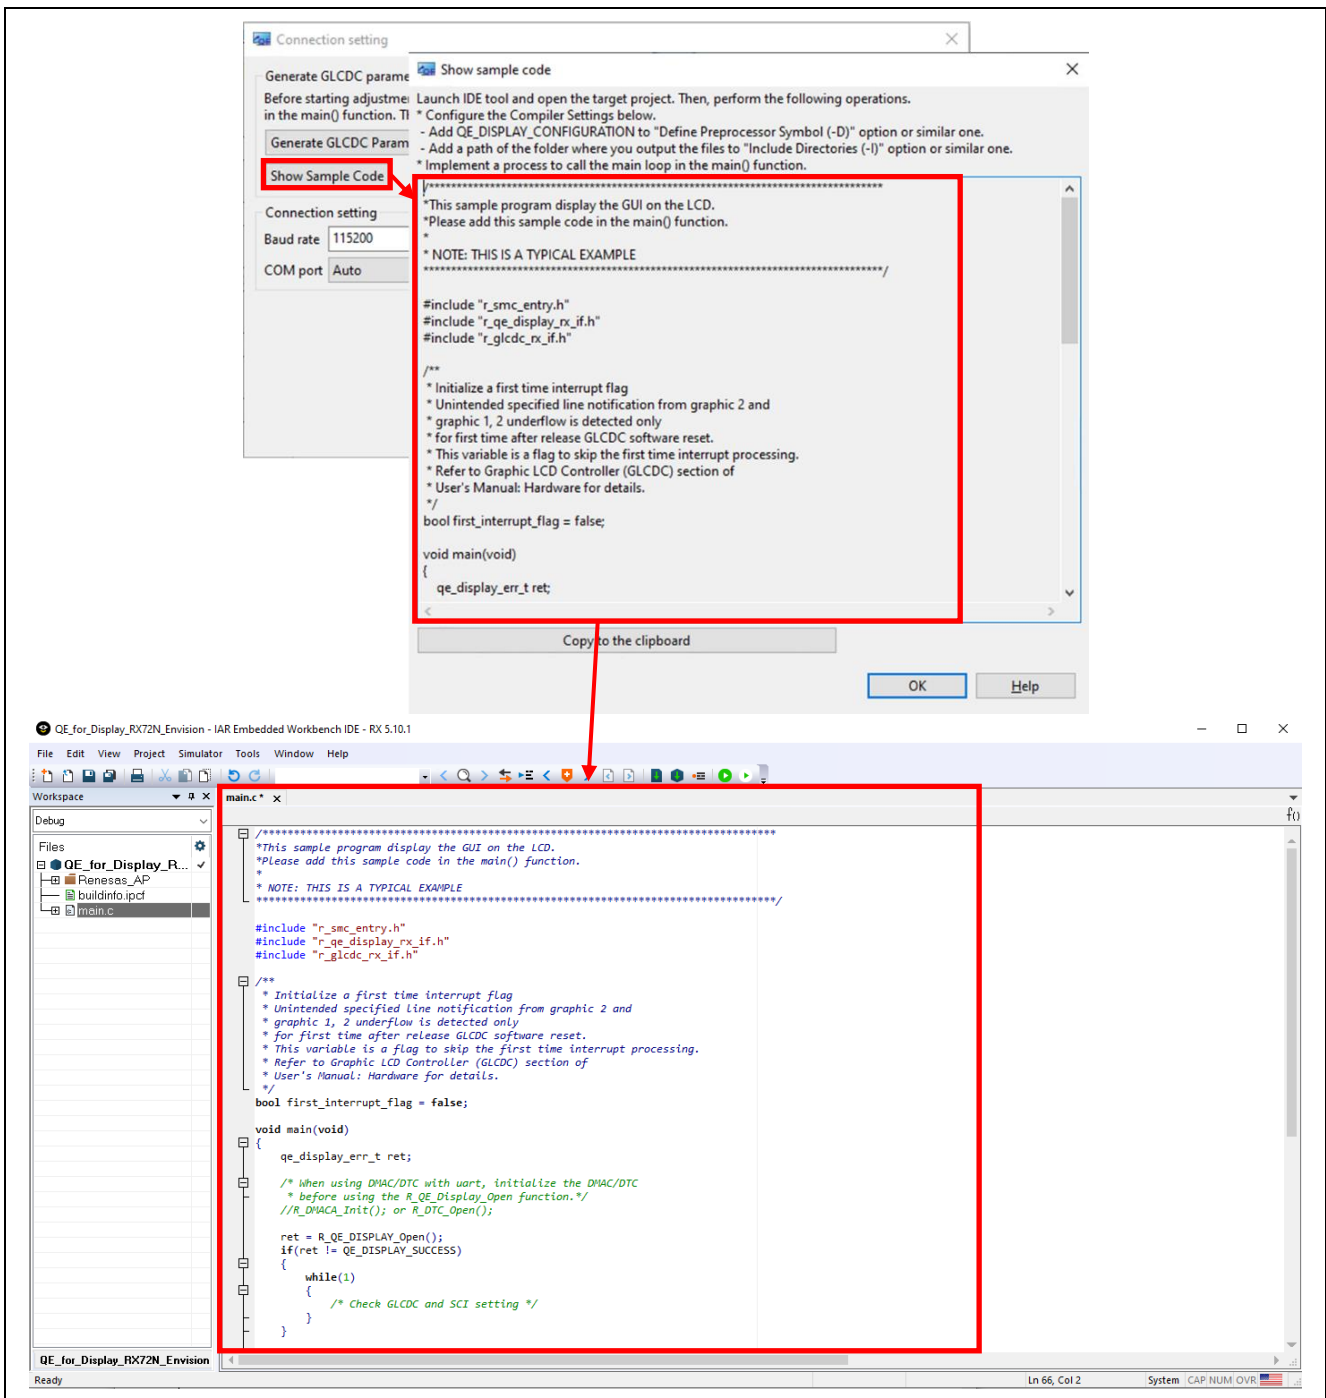 Connection setting
Generate GLCDC parame
Before starting adjustme
in the main() function. Th
Generate GLCDC Param
Show Sample Code
Connection setting
Baud rate 115200
COM port Auto
Show sample code
Launch IDE tool and open the target project. Then, perform the following operations.
* Configure the Compiler Settings below.
- Add QE_DISPLAY_CONFIGURATION to "Define Preprocessor Symbol (-D)" option or similar one.
- Add a path of the folder where you output the files to "Include Directories (-I)" option or similar one.
* Implement a process to call the main loop in the main() function.
/***********************************************************************************
*This sample program display the GUI on the LCD.
*Please add this sample code in the main() function.
*
* NOTE: THIS IS A TYPICAL EXAMPLE
***********************************************************************************/
#include "r_smc_entry.h"
#include "r_qe_display_rx_if.h"
#include "r_glcdc_rx_if.h"
/**
* Initialize a first time interrupt flag
* Unintended specified line notification from graphic 2 and
* graphic 1, 2 underflow is detected only
* for first time after release GLCDC software reset.
* This variable is a flag to skip the first time interrupt processing.
* Refer to Graphic LCD Controller (GLCDC) section of
* User's Manual: Hardware for details.
*/
bool first_interrupt_flag = false;
void main(void)
{
qe_display_err_t ret;
Copy to the clipboard
OK Help
QE_for_Display_RX72N_Envision - IAR Embedded Workbench IDE - RX 5.10.1
File Edit View Project Simulator Tools Window Help
Workspace
Debug
Files
QE_for_Display_R...
Renesas_AP
buildinfo.ipcf
main.c
QE_for_Display_RX72N_Envision
main.c *
f()
/***********************************************************************************
*This sample program display the GUI on the LCD.
*Please add this sample code in the main() function.
*
* NOTE: THIS IS A TYPICAL EXAMPLE
***********************************************************************************/
#include "r_smc_entry.h"
#include "r_qe_display_rx_if.h"
#include "r_glcdc_rx_if.h"
/**
* Initialize a first time interrupt flag
* Unintended specified line notification from graphic 2 and
* graphic 1, 2 underflow is detected only
* for first time after release GLCDC software reset.
* This variable is a flag to skip the first time interrupt processing.
* Refer to Graphic LCD Controller (GLCDC) section of
* User's Manual: Hardware for details.
*/
bool first_interrupt_flag = false;
void main(void)
{
qe_display_err_t ret;
/* When using DMAC/DTC with uart, initialize the DMAC/DTC
* before using the R_QE_Display_Open function.*/
//R_DMACA_Init(); or R_DTC_Open();
ret = R_QE_DISPLAY_Open();
if(ret != QE_DISPLAY_SUCCESS)
{
while(1)
{
/* Check GLCDC and SCI setting */
}
}
Ready
Ln 66, Col 2
System CAP NUM OVR